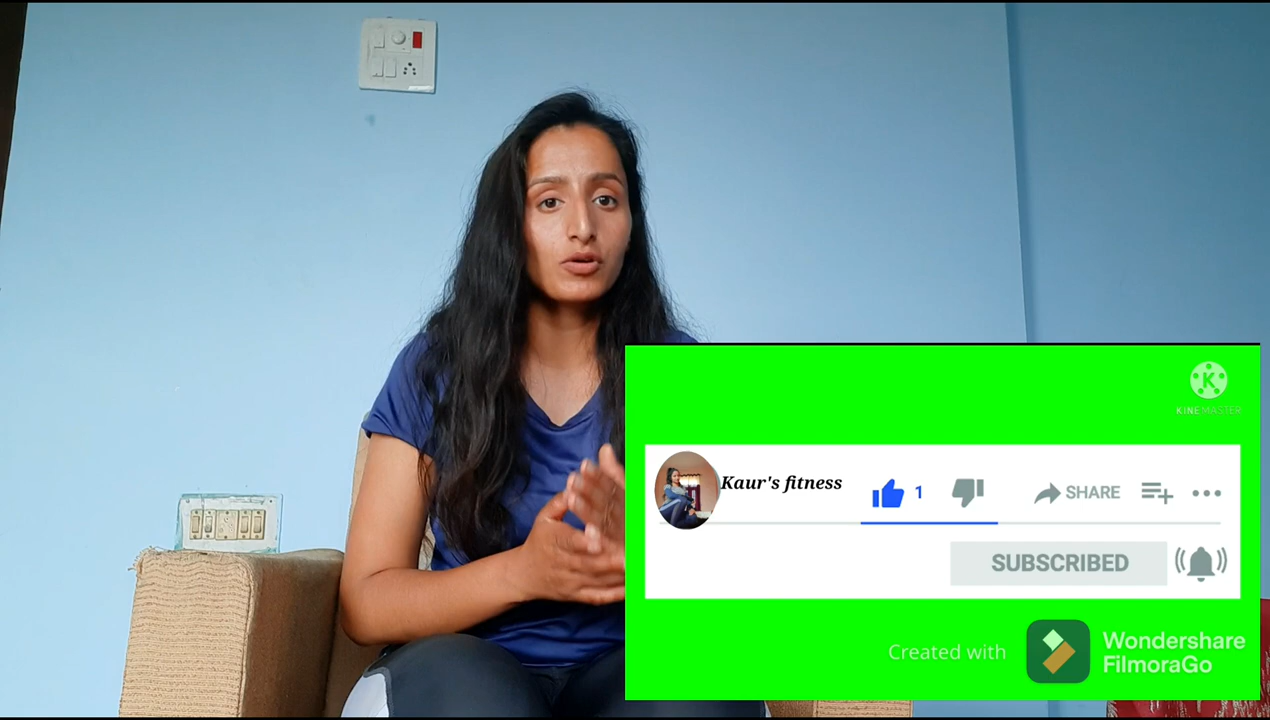 KINEMASTER
Kaur's fitness
1
SHARE
SUBSCRIBED
Created with
Wondershare
FilmoraGo